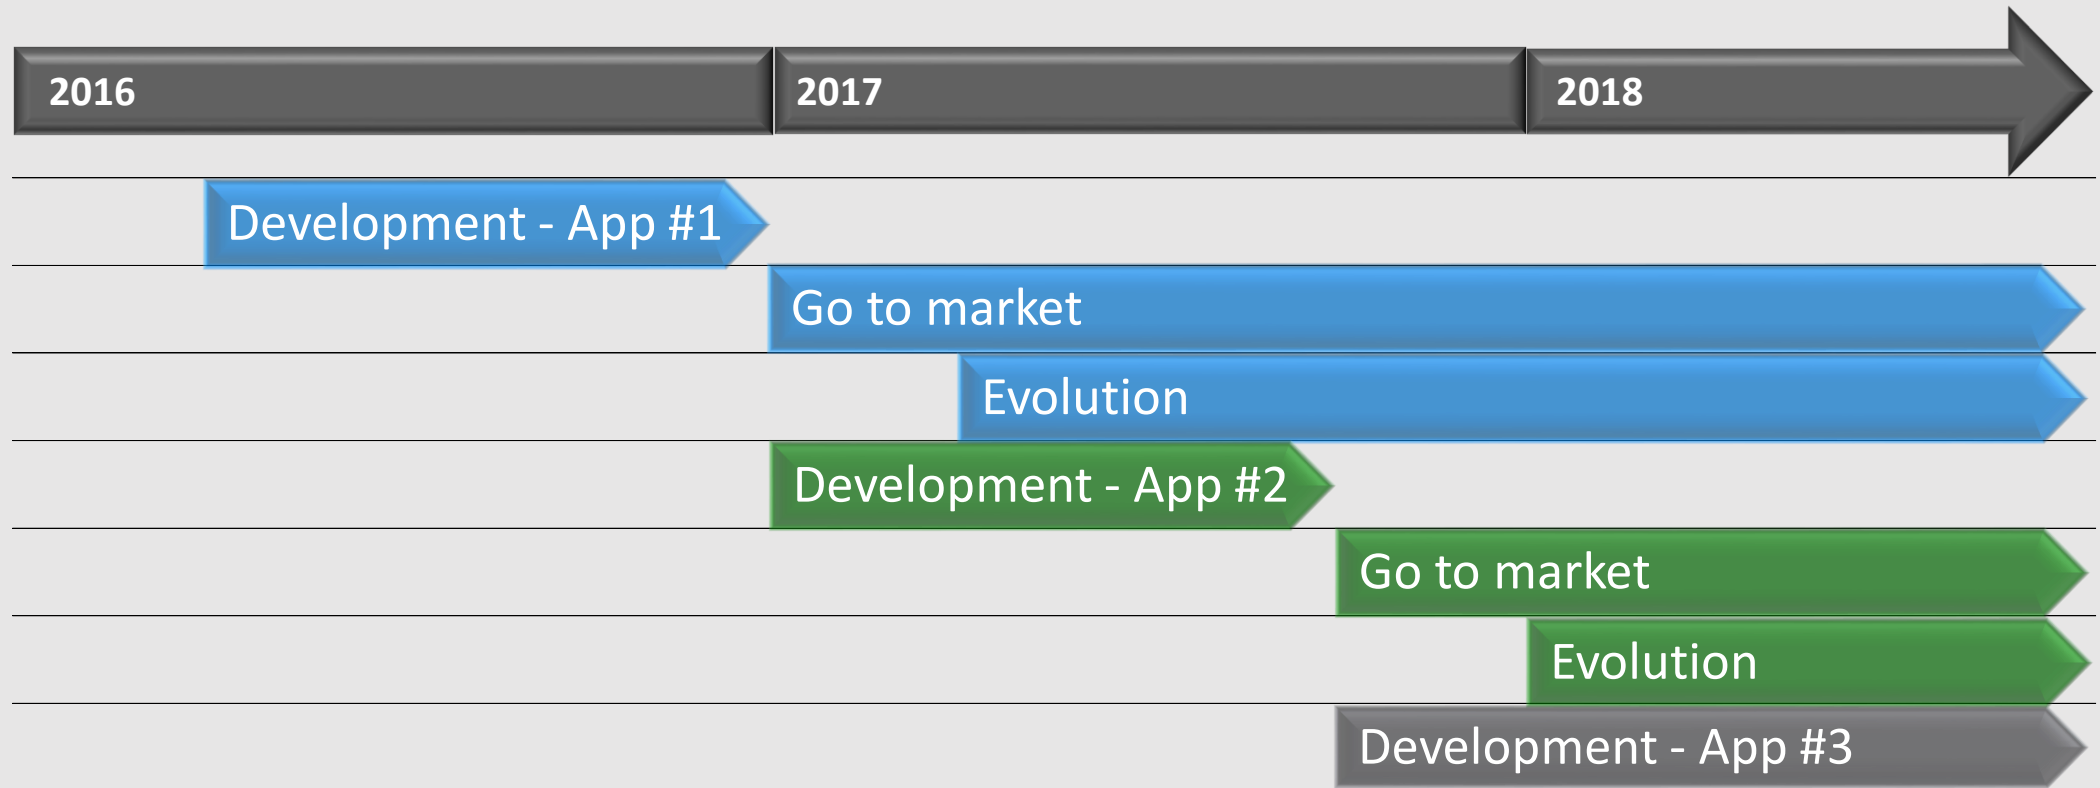 2016
2017
2018
Development - App #1
Go to market
Evolution
Development - App #2
Go to market
Evolution
Development - App #3